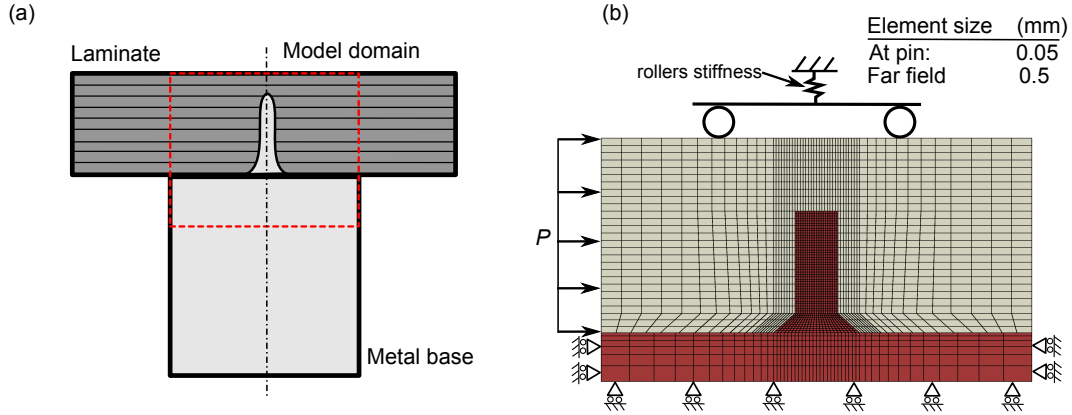 (a)
Laminate
Model domain
Metal base
(b)
Element size (mm)
At pin: 0.05
Far field 0.5
rollers stiffness
P